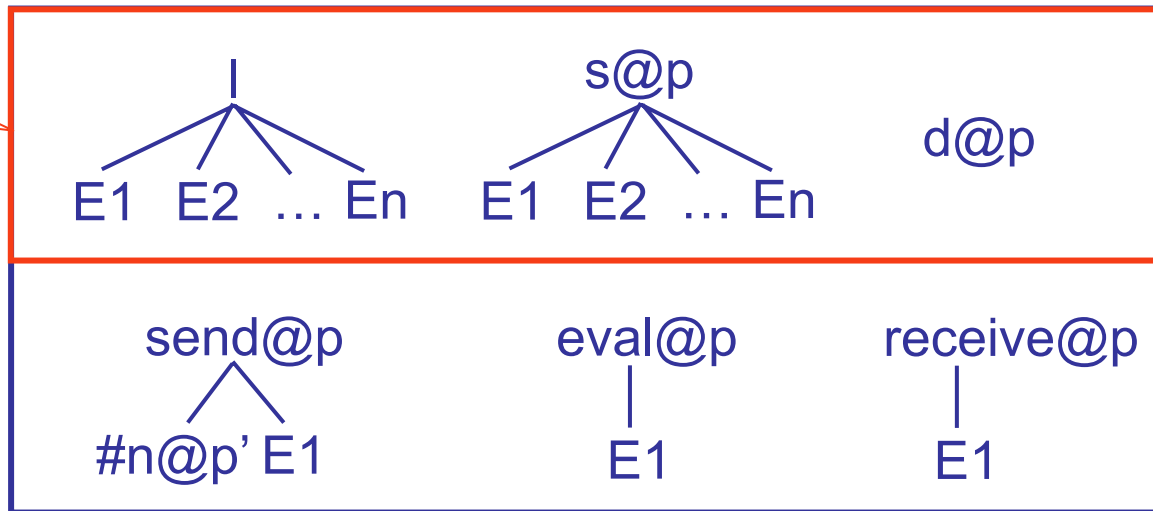 l s@p d@p
E1 E2 … En E1 E2 … En
send@p eval@p receive@p
#n@p’ E1 E1 E1